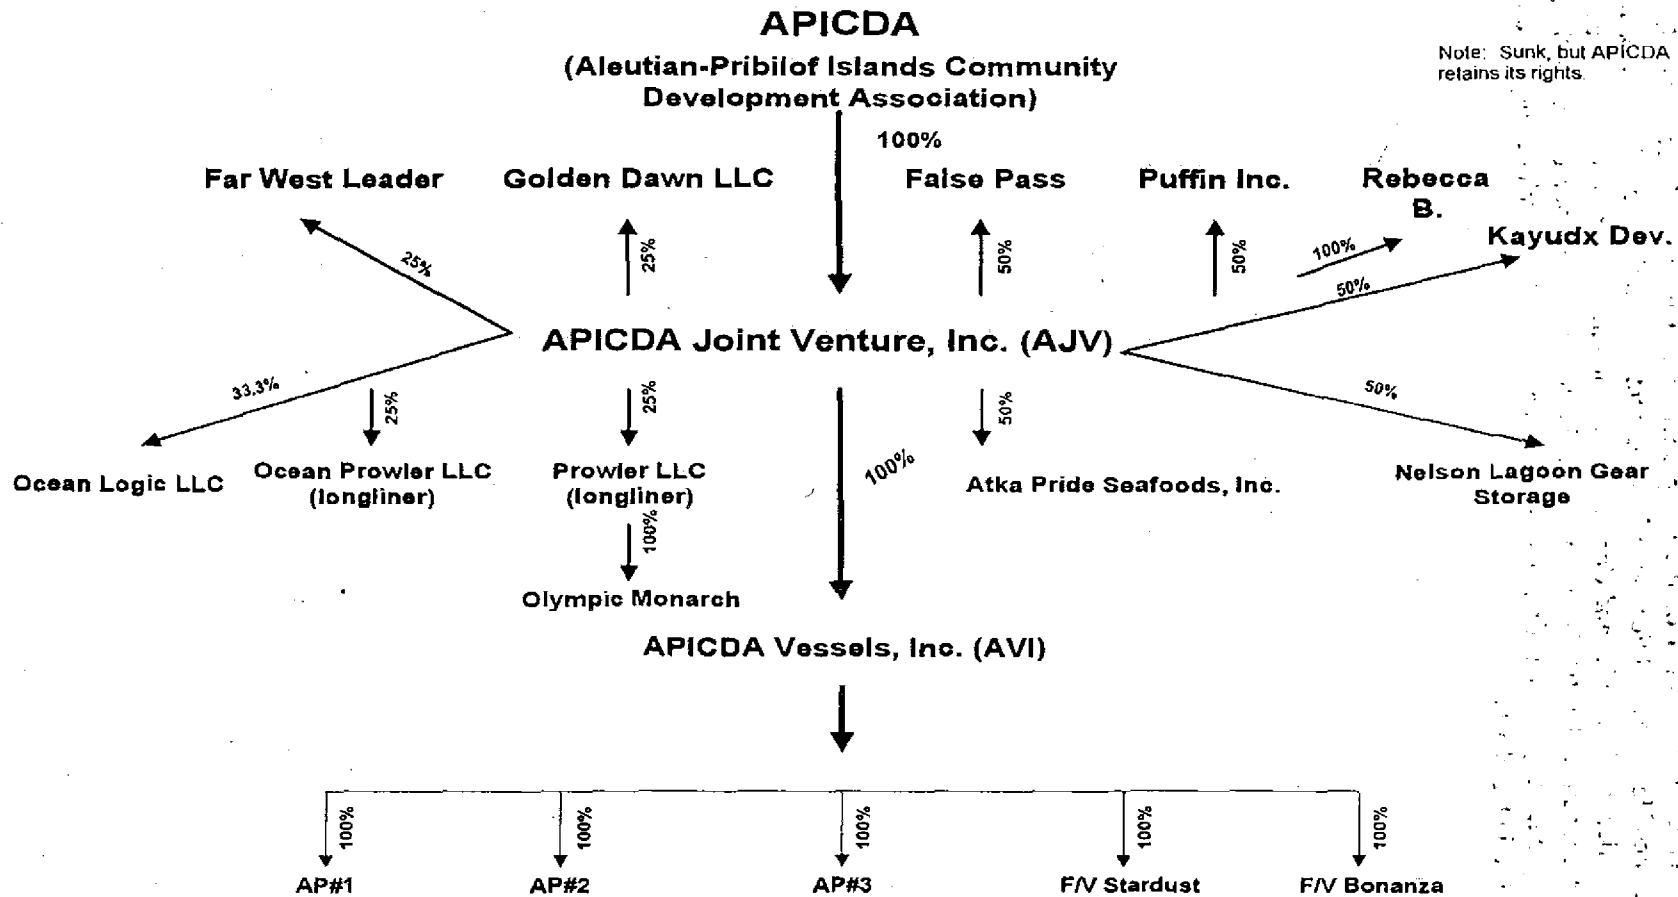 APICDA
(Aleutian-Pribilof Islands Community
Development Association)
Note: Sunk, but APICDA
retains its rights.
100%
Far West Leader
Golden Dawn LLC
False Pass
Puffin Inc.
Rebecca
B.
Kayudx Dev.
25%
25%
50%
50%
100%
50%
APICDA Joint Venture, Inc. (AJV)
33.3%
25%
25%
100%
50%
50%
Ocean Logic LLC
Ocean Prowler LLC
(longliner)
Prowler LLC
(longliner)
Atka Pride Seafoods, Inc.
Nelson Lagoon Gear
Storage
100%
Olympic Monarch
APICDA Vessels, Inc. (AVI)
100%
100%
100%
100%
100%
AP#1
AP#2
AP#3
F/V Stardust
F/V Bonanza